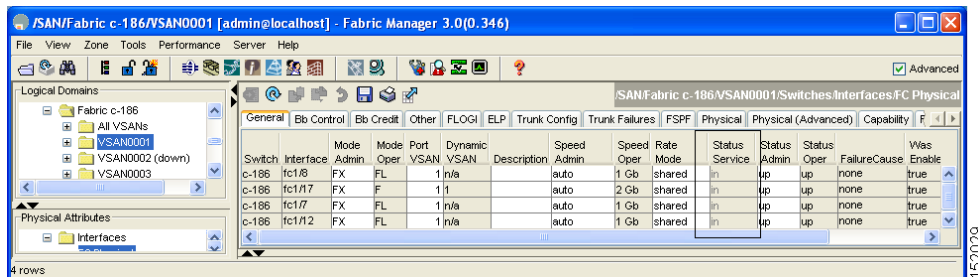 /SAN/Fabric c-186/VSAN0001 [admin@localhost] - Fabric Manager 3.0(0.346)
File View Zone Tools Performance Server Help
Advanced
Logical Domains
Fabric c-186
All VSANs
VSAN0001
VSAN0002 (down)
VSAN0003
Physical Attributes
Interfaces
/SAN/Fabric c-186/VSAN0001/Switches/Interfaces/FC Physical
General Bb Control Bb Credit Other FLOGI ELP Trunk Config Trunk Failures FSPF Physical Physical (Advanced) Capability
Switch Interface Mode Admin Mode Oper Port VSAN Dynamic VSAN Description Speed Admin Speed Oper Rate Mode Status Service Status Admin Status Oper FailureCause Was Enable
c-186 fc1/8 FX FL 1 n/a auto 1 Gb shared in up up none true
c-186 fc1/17 FX F 1 1 auto 2 Gb shared in up up none true
c-186 fc1/7 FX FL 1 n/a auto 1 Gb shared in up up none true
c-186 fc1/12 FX FL 1 n/a auto 1 Gb shared in up up none true
4 rows
152029